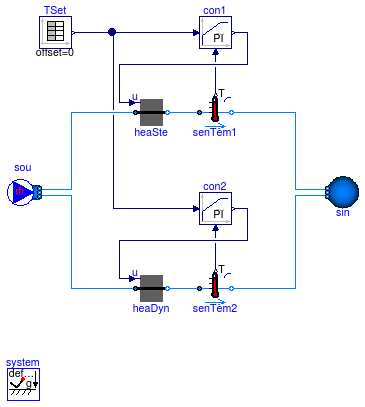 TSet
con1
PI
offset=0
u
T
heaSte
senTem1
sou
ṁ
con2
PI
sin
u
T
heaDyn
senTem2
system
def...
g